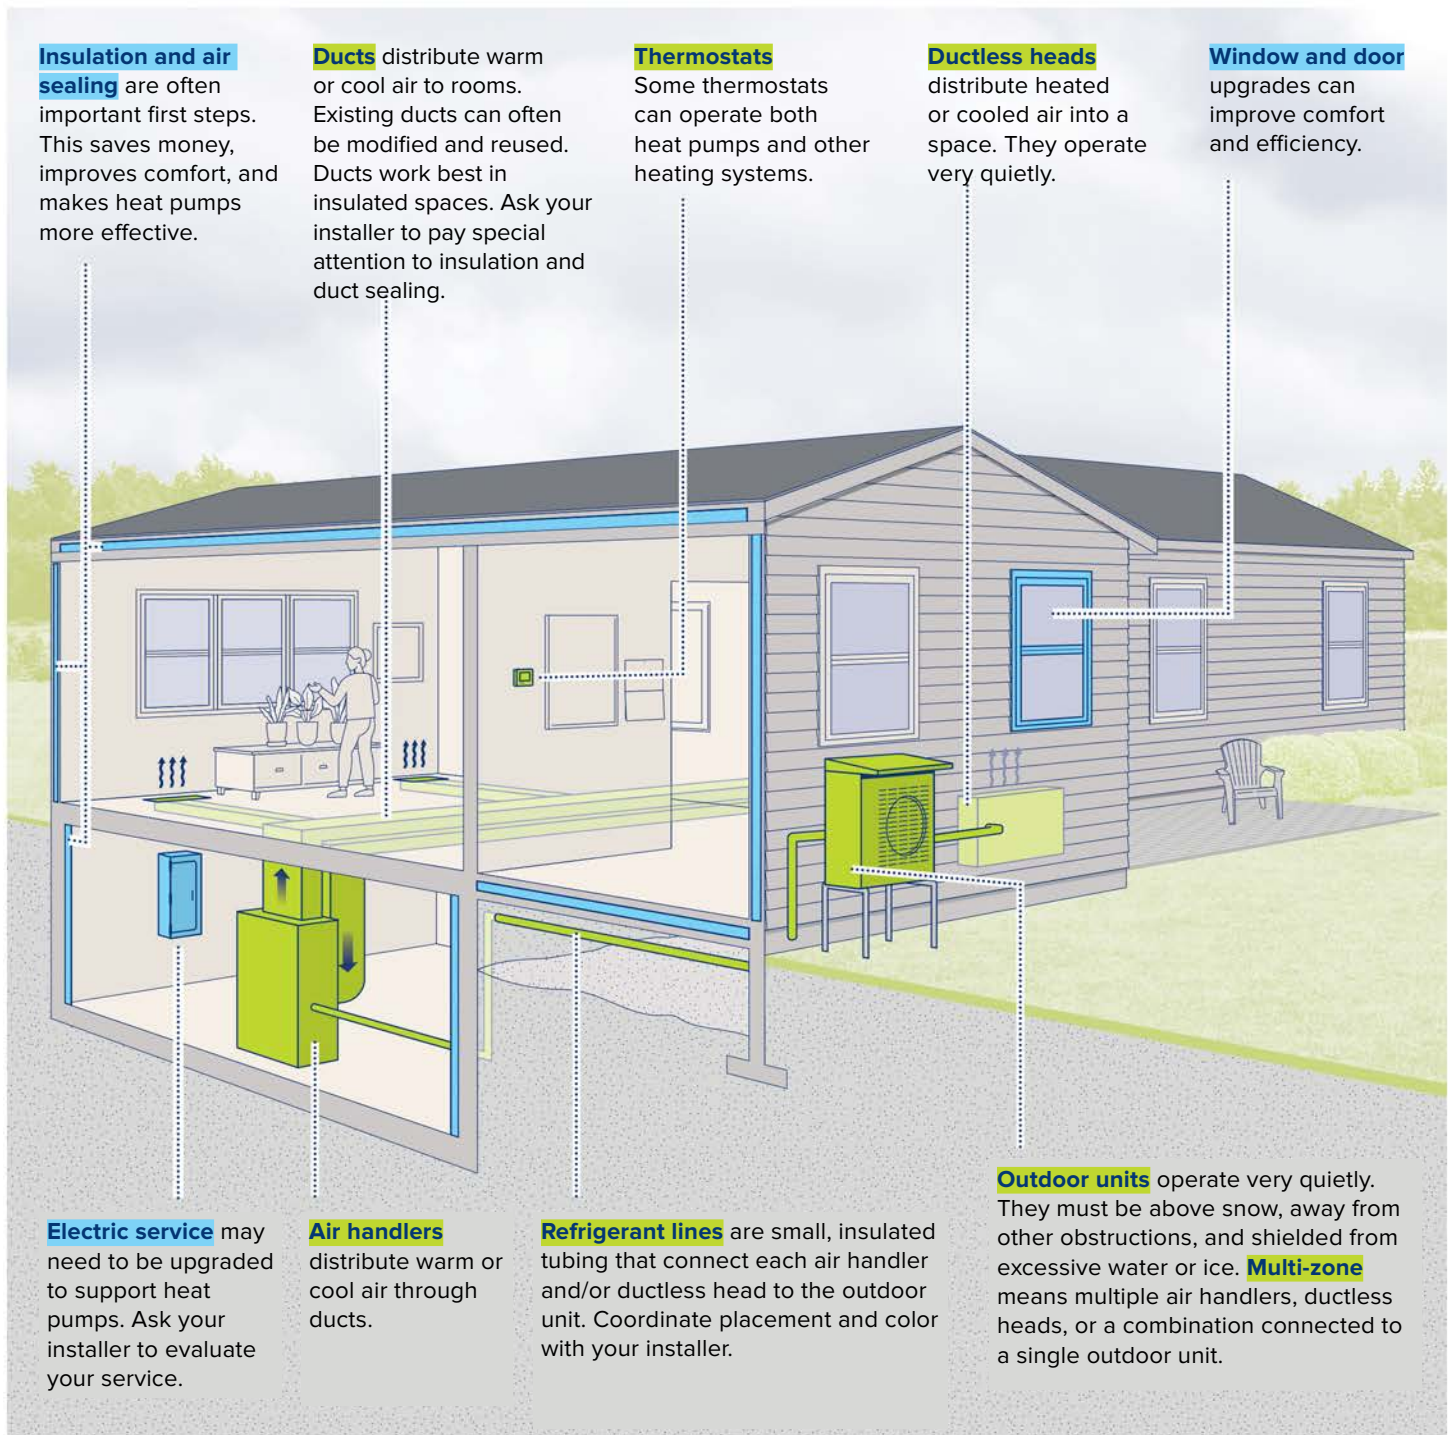 Insulation and air
sealing are often
important first steps.
This saves money,
improves comfort, and
makes heat pumps
more effective.
Ducts distribute warm
or cool air to rooms.
Existing ducts can often
be modified and reused.
Ducts work best in
insulated spaces. Ask your
installer to pay special
attention to insulation and
duct sealing.
Thermostats
Some thermostats
can operate both
heat pumps and other
heating systems.
Ductless heads
distribute heated
or cooled air into a
space. They operate
very quietly.
Window and door
upgrades can
improve comfort
and efficiency.
Electric service may
need to be upgraded
to support heat
pumps. Ask your
installer to evaluate
your service.
Air handlers
distribute warm or
cool air through
ducts.
Refrigerant lines are small, insulated
tubing that connect each air handler
and/or ductless head to the outdoor
unit. Coordinate placement and color
with your installer.
Outdoor units operate very quietly.
They must be above snow, away from
other obstructions, and shielded from
excessive water or ice. Multi-zone
means multiple air handlers, ductless
heads, or a combination connected to
a single outdoor unit.